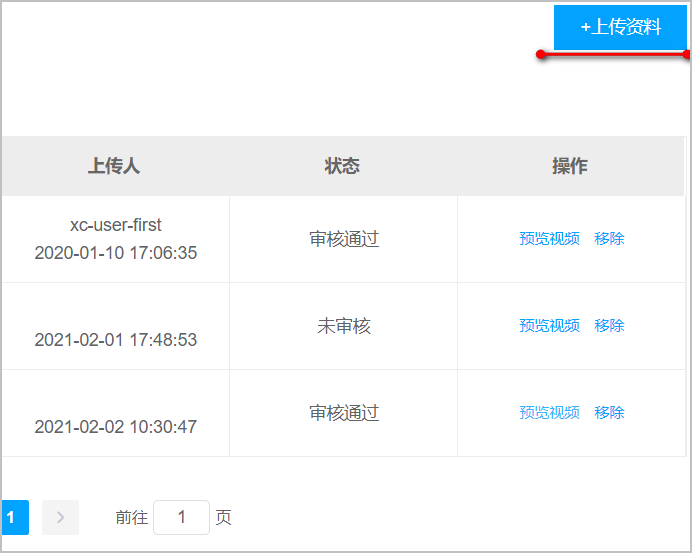 +上传资料
上传人 状态 操作
xc-user-first
2020-01-10 17:06:35 审核通过 预览视频 移除
2021-02-01 17:48:53 未审核 预览视频 移除
2021-02-02 10:30:47 审核通过 预览视频 移除
1 > 前往 1 页